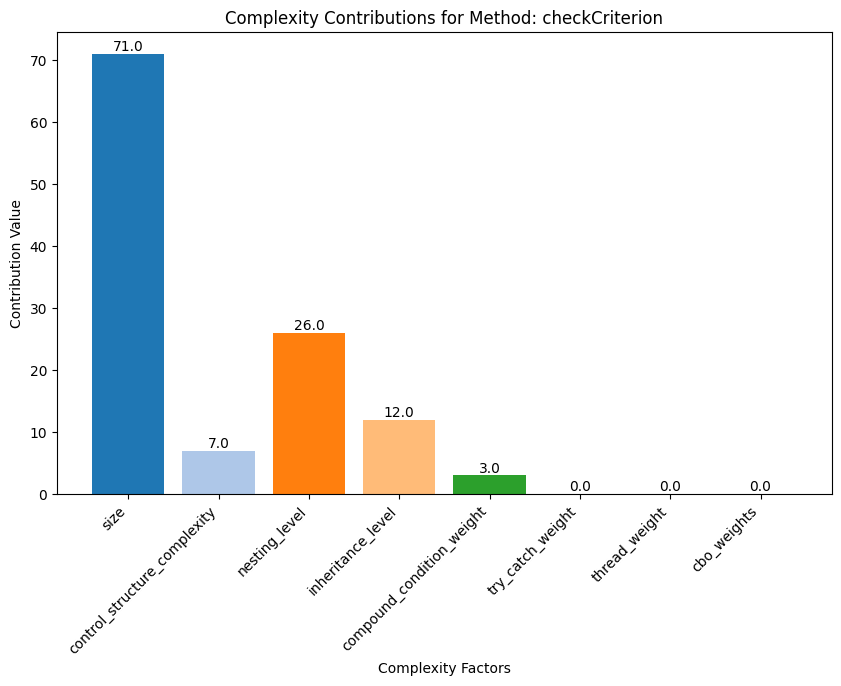 Complexity Contributions for Method: checkCriterion
Contribution Value
70
60
50
40
30
20
10
0
71.0
7.0
26.0
12.0
3.0
0.0
0.0
0.0
size
control_structure_complexity
nesting_level
inheritance_level
compound_condition_weight
try_catch_weight
thread_weight
cbo_weights
Complexity Factors